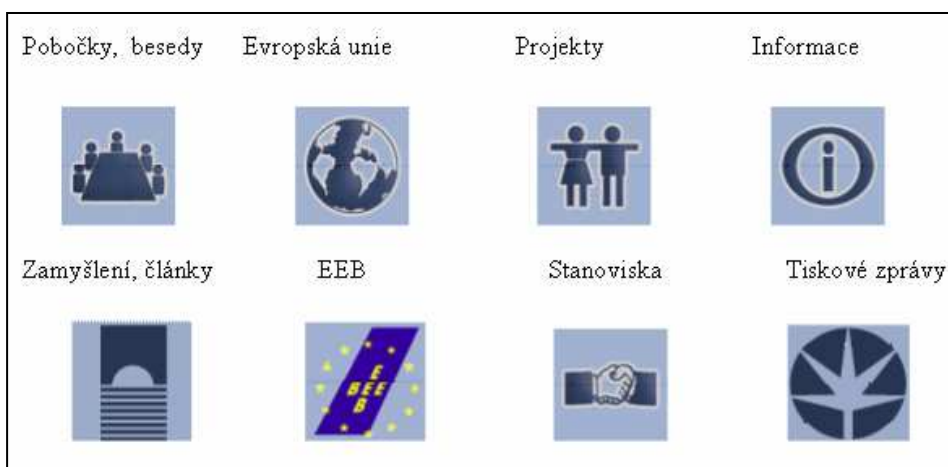 Pobočky, besedy Evropská unie Projekty Informace
Zamyšlení, články EEB Stanoviska Tiskové zprávy
E
B E E
B